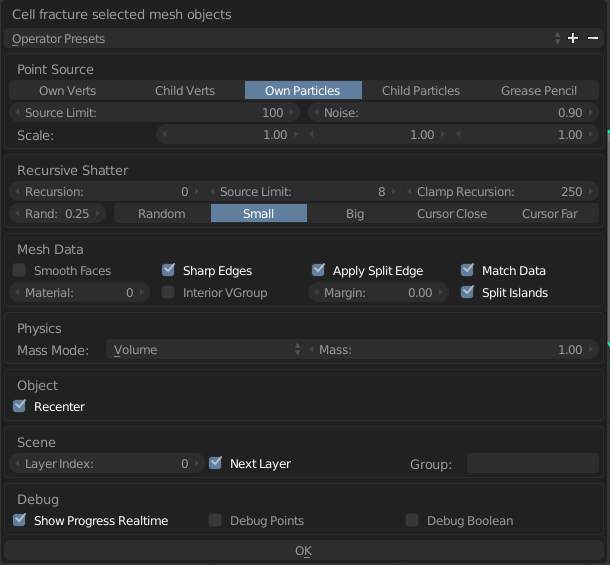 Cell fracture selected mesh objects
Operator Presets
Point Source
Own Verts Child Verts Own Particles Child Particles Grease Pencil
Source Limit: 100 Noise: 0.90
Scale: 1.00 1.00 1.00
Recursive Shatter
Recursion: 0 Source Limit: 8 Clamp Recursion: 250
Rand: 0.25 Random Small Big Cursor Close Cursor Far
Mesh Data
Smooth Faces Sharp Edges Apply Split Edge Match Data
Material: 0 Interior VGroup Margin: 0.00 Split Islands
Physics
Mass Mode: Volume Mass: 1.00
Object
Recenter
Scene
Layer Index: 0 Next Layer Group:
Debug
Show Progress Realtime Debug Points Debug Boolean
OK